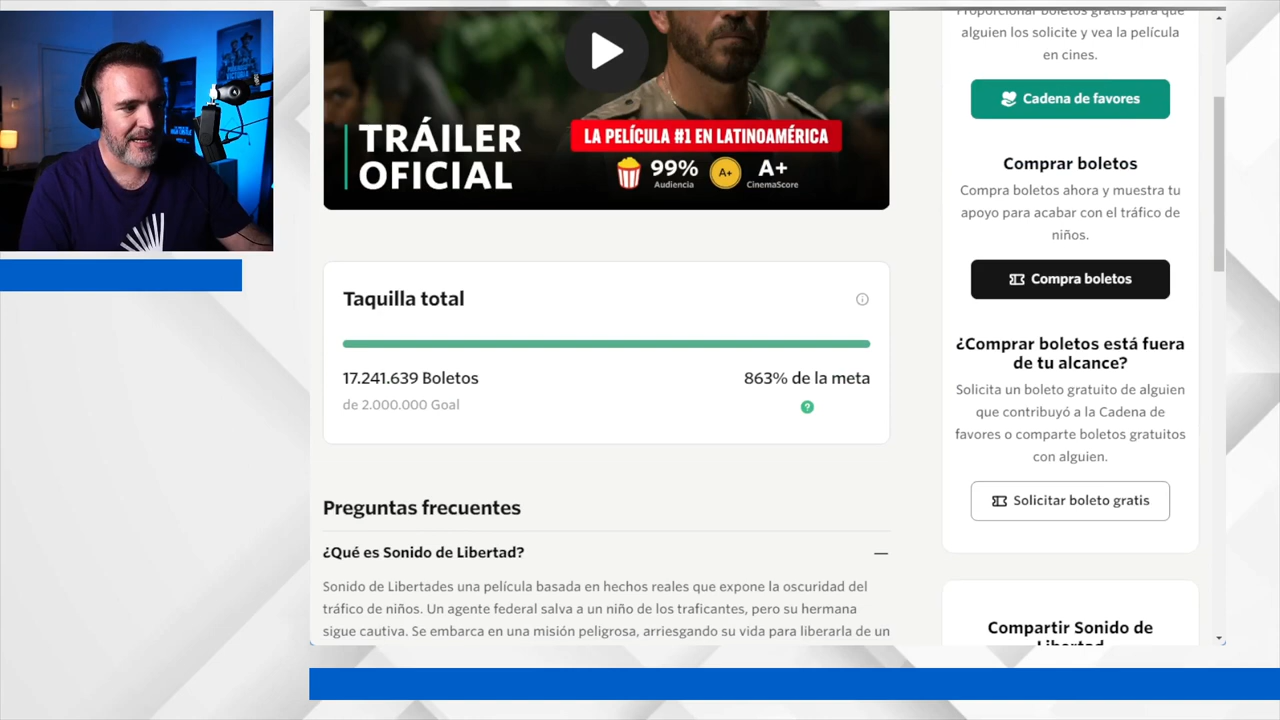 TRÁILER
OFICIAL
LA PELÍCULA #1 EN LATINOAMÉRICA
99%
Audiencia
A+
A+
CinemaScore
Taquilla total
17.241.639 Boletos
863% de la meta
de 2.000.000 Goal
?
Preguntas frecuentes
¿Qué es Sonido de Libertad?
Sonido de Libertades una película basada en hechos reales que expone la oscuridad del
tráfico de niños. Un agente federal salva a un niño de los traficantes, pero su hermana
sigue cautiva. Se embarca en una misión peligrosa, arriesgando su vida para liberarla de un
Proporcionar boletos gratis para que
alguien los solicite y vea la película
en cines.
Cadena de favores
Comprar boletos
Compra boletos ahora y muestra tu
apoyo para acabar con el tráfico de
niños.
Compra boletos
¿Comprar boletos está fuera
de tu alcance?
Solicita un boleto gratuito de alguien
que contribuyó a la Cadena de
favores o comparte boletos gratuitos
con alguien.
Solicitar boleto gratis
Compartir Sonido de
Libertad